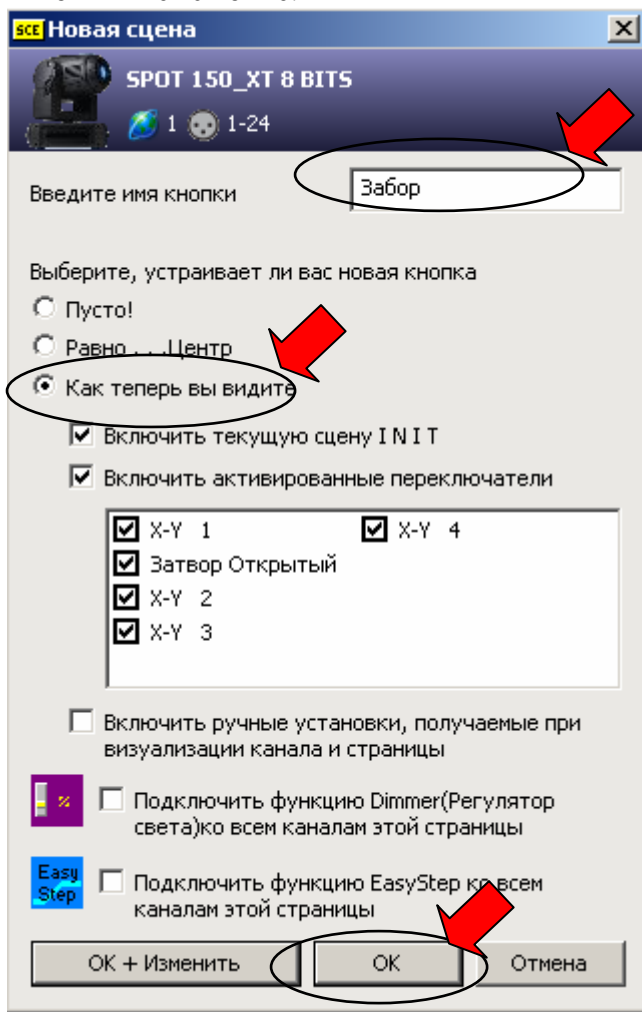 SCE Новая сцена
SPOT 150_XT 8 BITS
1 1-24
Введите имя кнопки Забор
Выберите, устраивает ли вас новая кнопка
Пусто!
Равно . . .Центр
Как теперь вы видите
Включить текущую сцену I N I T
Включить активированные переключатели
X-Y 1 X-Y 4
Затвор Открытый
X-Y 2
X-Y 3
Включить ручные установки, получаемые при
визуализации канала и страницы
% Подключить функцию Dimmer(Регулятор
света)ко всем каналам этой страницы
Easy Step Подключить функцию EasyStep ко всем
каналам этой страницы
ОК + Изменить ОК Отмена